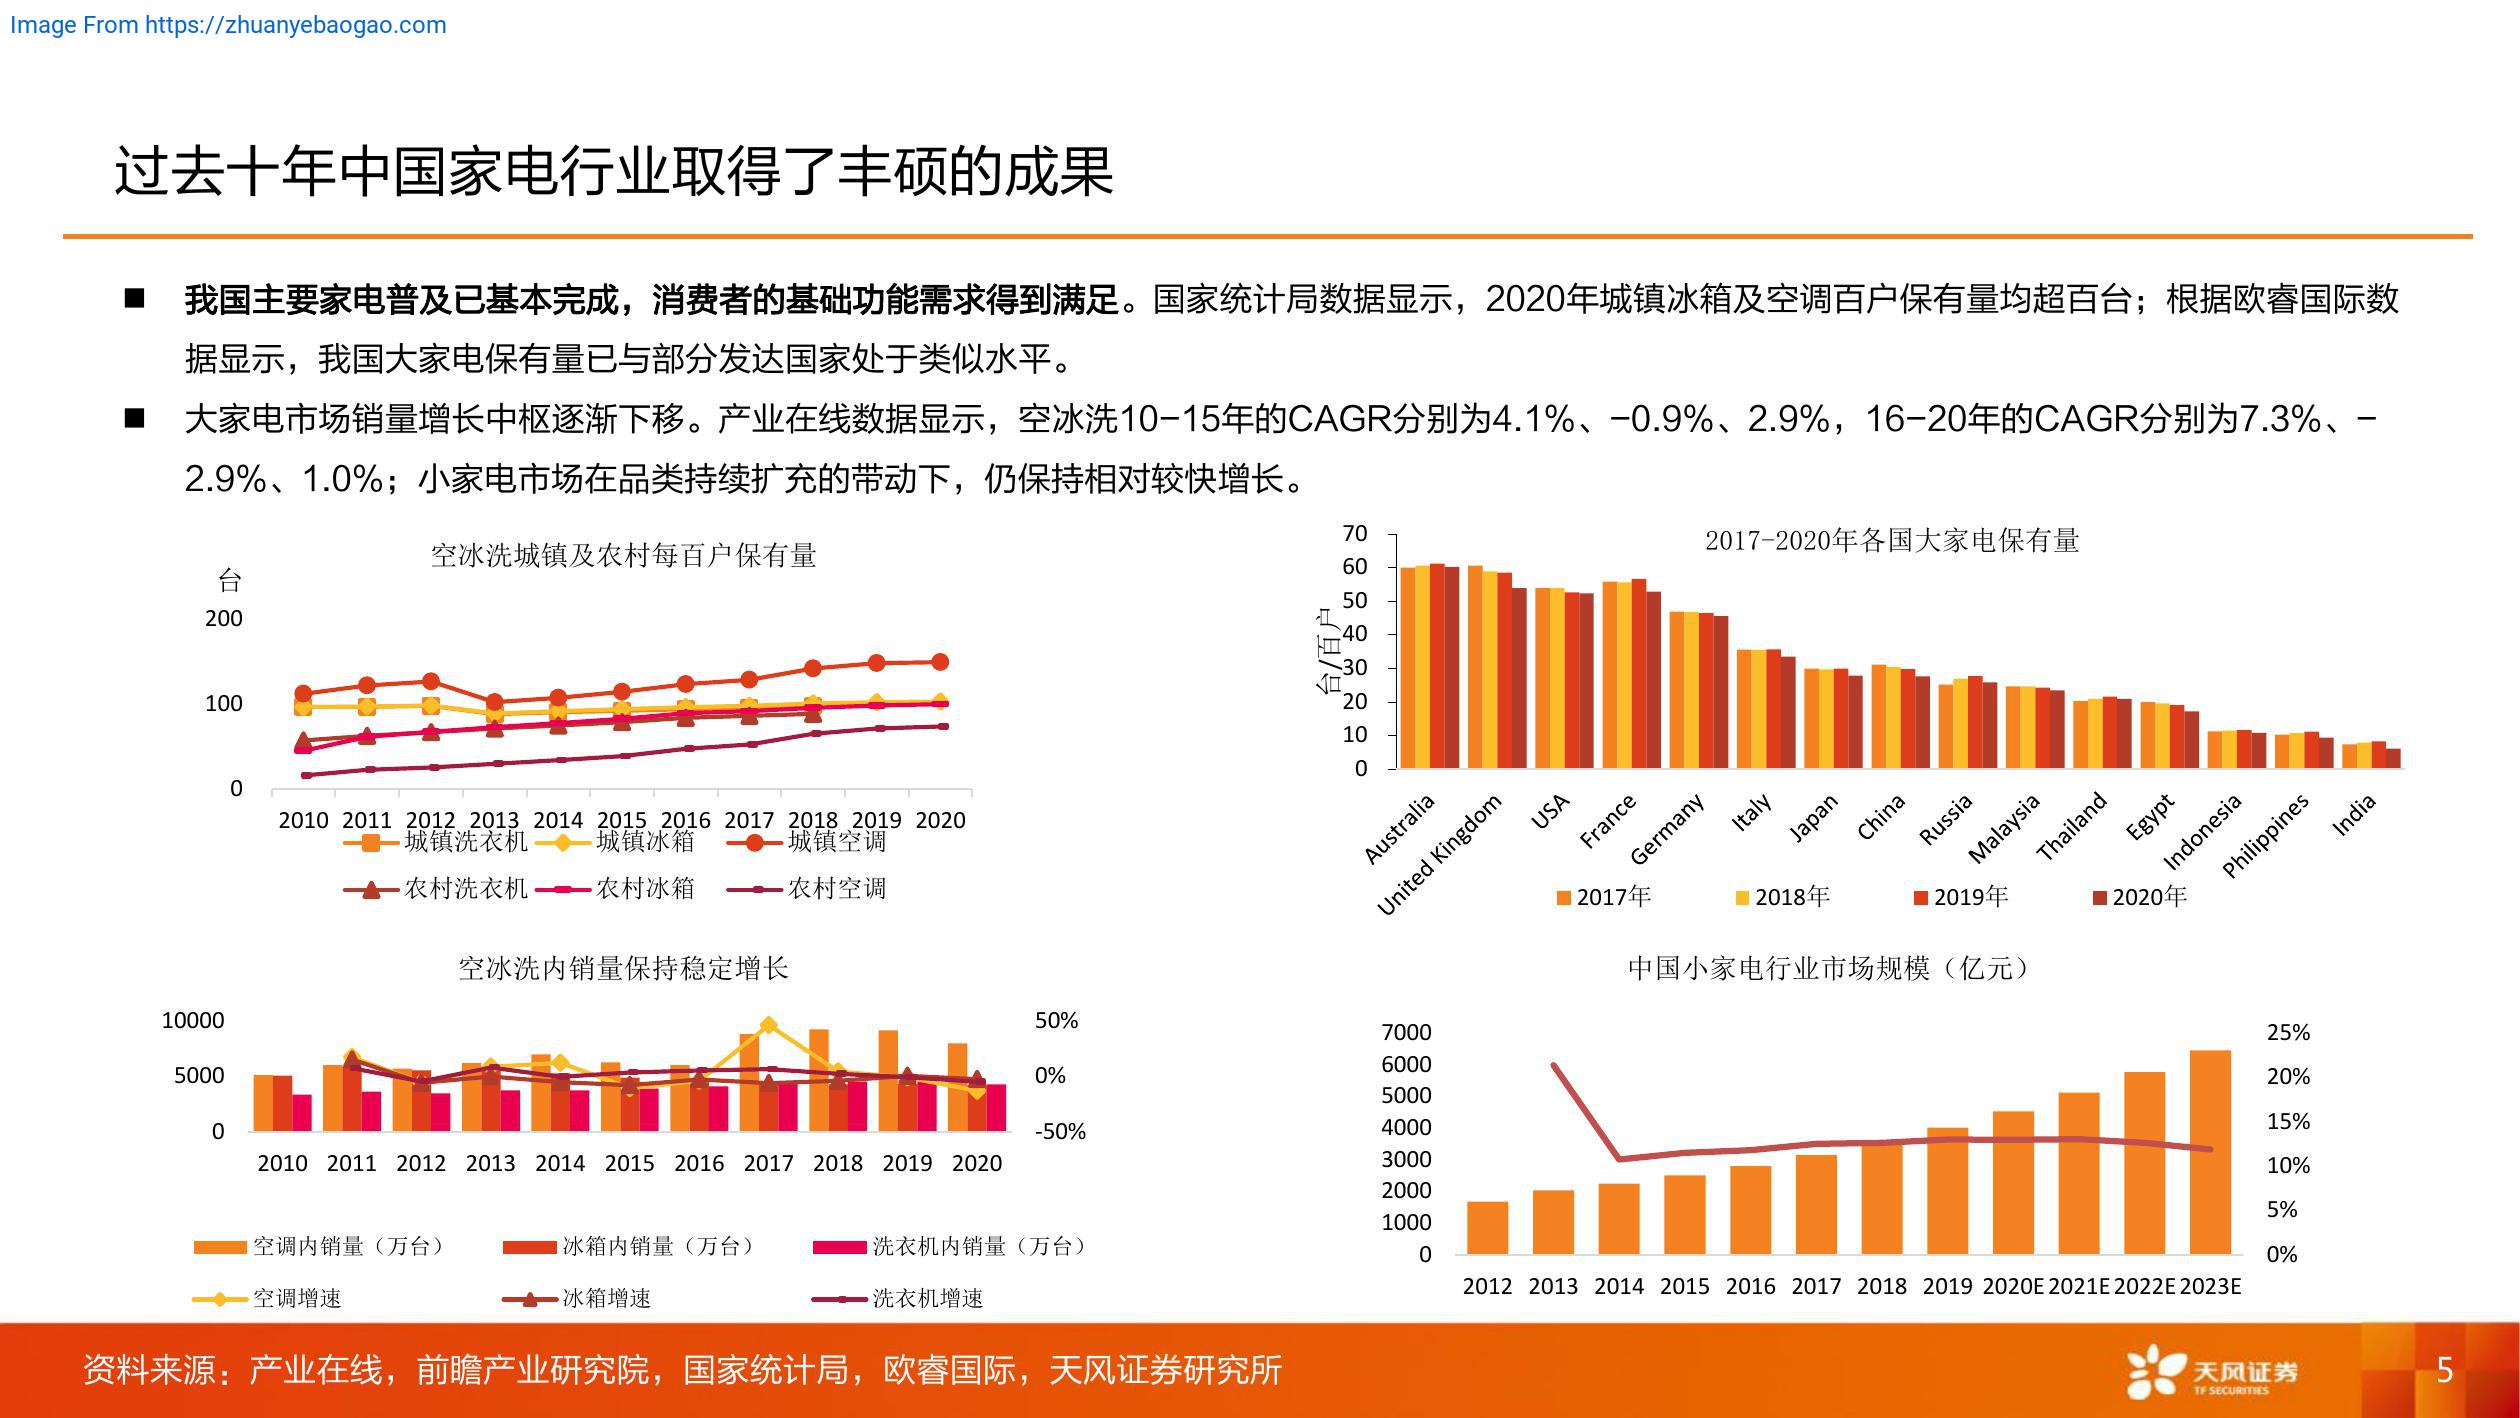 Image From https://zhuanyebaogao.com
过去十年中国家电行业取得了丰硕的成果
■ 我国主要家电普及已基本完成，消费者的基础功能需求得到满足。国家统计局数据显示，2020年城镇冰箱及空调百户保有量均超百台；根据欧睿国际数
据显示，我国大家电保有量已与部分发达国家处于类似水平。
■ 大家电市场销量增长中枢逐渐下移。产业在线数据显示，空冰洗10-15年的CAGR分别为4.1%、-0.9%、2.9%，16-20年的CAGR分别为7.3%、-
2.9%、1.0%；小家电市场在品类持续扩充的带动下，仍保持相对较快增长。
空冰洗城镇及农村每百户保有量
台
200
100
0
2010 2011 2012 2013 2014 2015 2016 2017 2018 2019 2020
城镇洗衣机 城镇冰箱 城镇空调
农村洗衣机 农村冰箱 农村空调
2017-2020年各国大家电保有量
台/百户
70
60
50
40
30
20
10
0
Australia United Kingdom USA France Germany Italy Japan China Russia Malaysia Thailand Egypt Indonesia Philippines India
2017年 2018年 2019年 2020年
空冰洗内销量保持稳定增长
10000 50%
5000 0%
0 -50%
2010 2011 2012 2013 2014 2015 2016 2017 2018 2019 2020
空调内销量（万台） 冰箱内销量（万台） 洗衣机内销量（万台）
空调增速 冰箱增速 洗衣机增速
中国小家电行业市场规模（亿元）
7000
6000
5000
4000
3000
2000
1000
0
25%
20%
15%
10%
5%
0%
2012 2013 2014 2015 2016 2017 2018 2019 2020E 2021E 2022E 2023E
资料来源：产业在线，前瞻产业研究院，国家统计局，欧睿国际，天风证券研究所
天风证券
TF SECURITIES
5